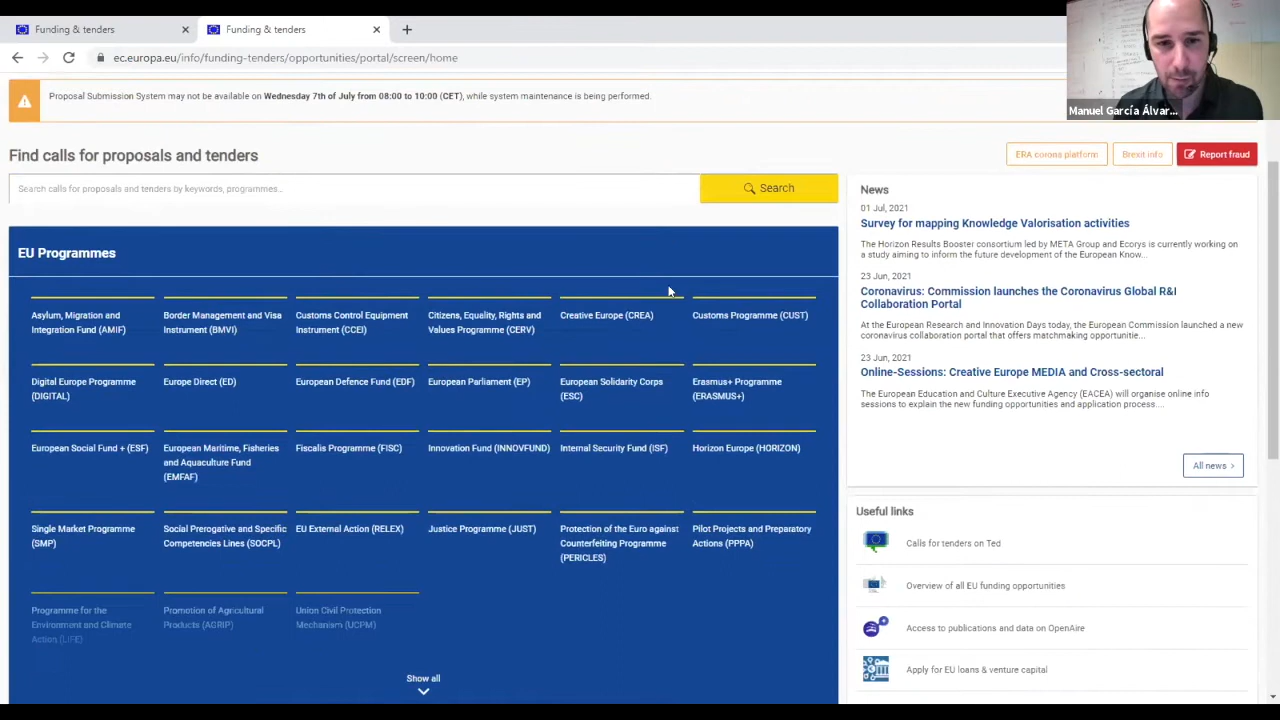 Funding & tenders
Funding & tenders
ec.europa.eu/info/funding-tenders/opportunities/portal/screen/home
Manuel García Álvar...
Proposal Submission System may not be available on Wednesday 7th of July from 08:00 to 10:00 (CET), while system maintenance is being performed.
Find calls for proposals and tenders
ERA corona platform
Brexit info
Report fraud
Search calls for proposals and tenders by keywords, programmes...
Search
EU Programmes
Asylum, Migration and
Integration Fund (AMIF)
Border Management and Visa
Instrument (BMVI)
Customs Control Equipment
Instrument (CCEI)
Citizens, Equality, Rights and
Values Programme (CERV)
Creative Europe (CREA)
Customs Programme (CUST)
Digital Europe Programme
(DIGITAL)
Europe Direct (ED)
European Defence Fund (EDF)
European Parliament (EP)
European Solidarity Corps
(ESC)
Erasmus+ Programme
(ERASMUS+)
European Social Fund + (ESF)
European Maritime, Fisheries
and Aquaculture Fund
(EMFAF)
Fiscalis Programme (FISC)
Innovation Fund (INNOVFUND)
Internal Security Fund (ISF)
Horizon Europe (HORIZON)
Single Market Programme
(SMP)
Social Prerogative and Specific
Competencies Lines (SOCPL)
EU External Action (RELEX)
Justice Programme (JUST)
Protection of the Euro against
Counterfeiting Programme
(PERICLES)
Pilot Projects and Preparatory
Actions (PPPA)
Programme for the
Environment and Climate
Action (LIFE)
Promotion of Agricultural
Products (AGRIP)
Union Civil Protection
Mechanism (UCPM)
Show all
News
01 Jul, 2021
Survey for mapping Knowledge Valorisation activities
The Horizon Results Booster consortium led by META Group and Ecorys is currently working on
a study aiming to inform the future development of the European Know...
23 Jun, 2021
Coronavirus: Commission launches the Coronavirus Global R&I
Collaboration Portal
At the European Research and Innovation Days today, the European Commission launched a new
coronavirus collaboration portal that offers matchmaking opportunitie...
23 Jun, 2021
Online-Sessions: Creative Europe MEDIA and Cross-sectoral
The European Education and Culture Executive Agency (EACEA) will organise online info
sessions to explain the new funding opportunities and application process....
All news
Useful links
Calls for tenders on Ted
Overview of all EU funding opportunities
Access to publications and data on OpenAire
Apply for EU loans & venture capital